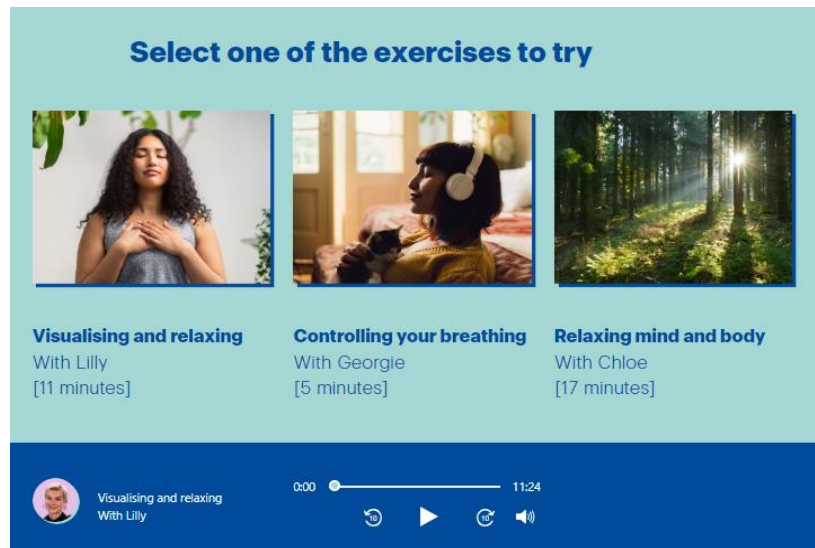 Select one of the exercises to try
Visualising and relaxing
With Lilly
[11 minutes]
Controlling your breathing
With Georgie
[5 minutes]
Relaxing mind and body
With Chloe
[17 minutes]
Visualising and relaxing
With Lilly
0:00
11:24
10
10